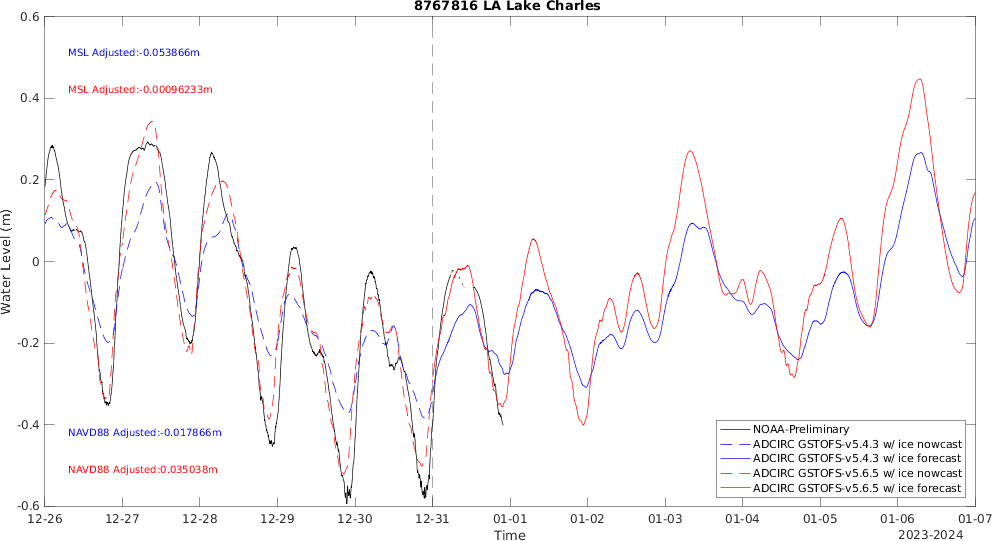 8767816 LA Lake Charles
0.6
0.4
0.2
0
-0.2
-0.4
-0.6
Water Level (m)
MSL Adjusted:-0.053866m
MSL Adjusted:-0.00096233m
NAVD88 Adjusted:-0.017866m
NAVD88 Adjusted:0.035038m
NOAA-Preliminary
ADCIRC GSTOFS-v5.4.3 w/ ice nowcast
ADCIRC GSTOFS-v5.4.3 w/ ice forecast
ADCIRC GSTOFS-v5.6.5 w/ ice nowcast
ADCIRC GSTOFS-v5.6.5 w/ ice forecast
12-26 12-27 12-28 12-29 12-30 12-31 01-01 01-02 01-03 01-04 01-05 01-06 01-07
Time
2023-2024